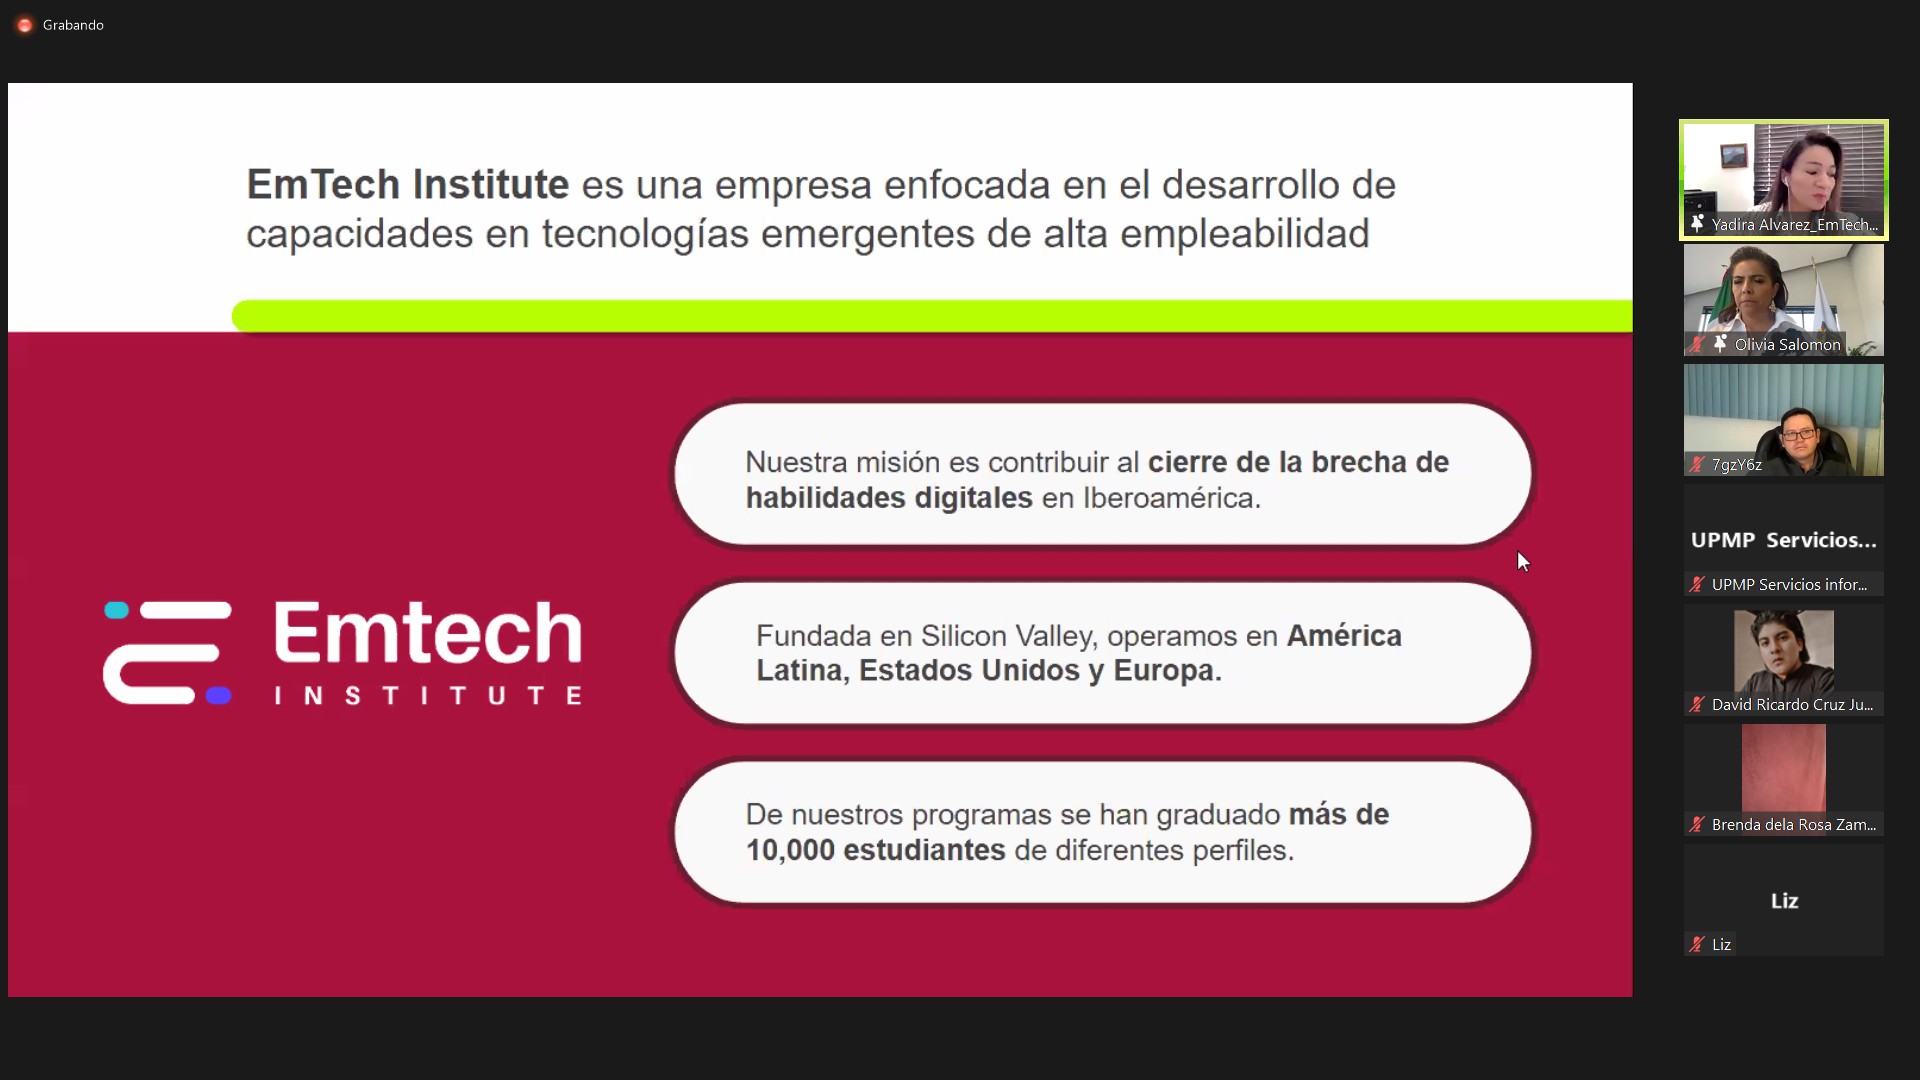 Grabando
EmTech Institute es una empresa enfocada en el desarrollo de
capacidades en tecnologías emergentes de alta empleabilidad
Nuestra misión es contribuir al cierre de la brecha de
habilidades digitales en Iberoamérica.
Emtech
INSTITUTE
Fundada en Silicon Valley, operamos en América
Latina, Estados Unidos y Europa.
De nuestros programas se han graduado más de
10,000 estudiantes de diferentes perfiles.
Yadira Alvarez_EmTech...
Olivia Salomon
7gzY6z
UPMP Servicios...
UPMP Servicios infor...
David Ricardo Cruz Ju...
Brenda dela Rosa Zam...
Liz
Liz